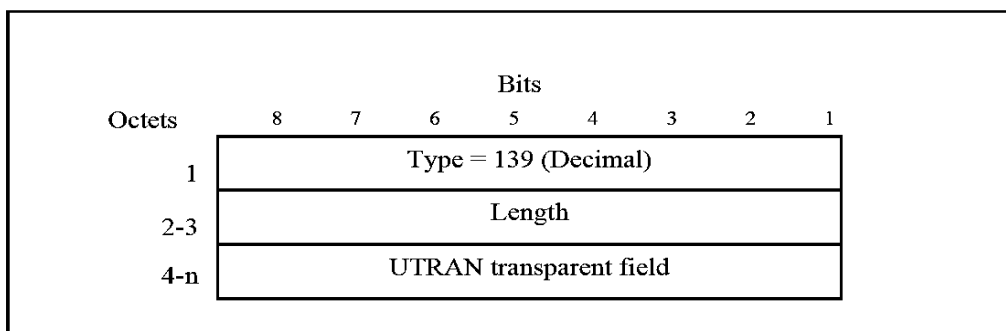 Bits
Octets 8 7 6 5 4 3 2 1
1 Type = 139 (Decimal)
2-3 Length
4-n UTRAN transparent field